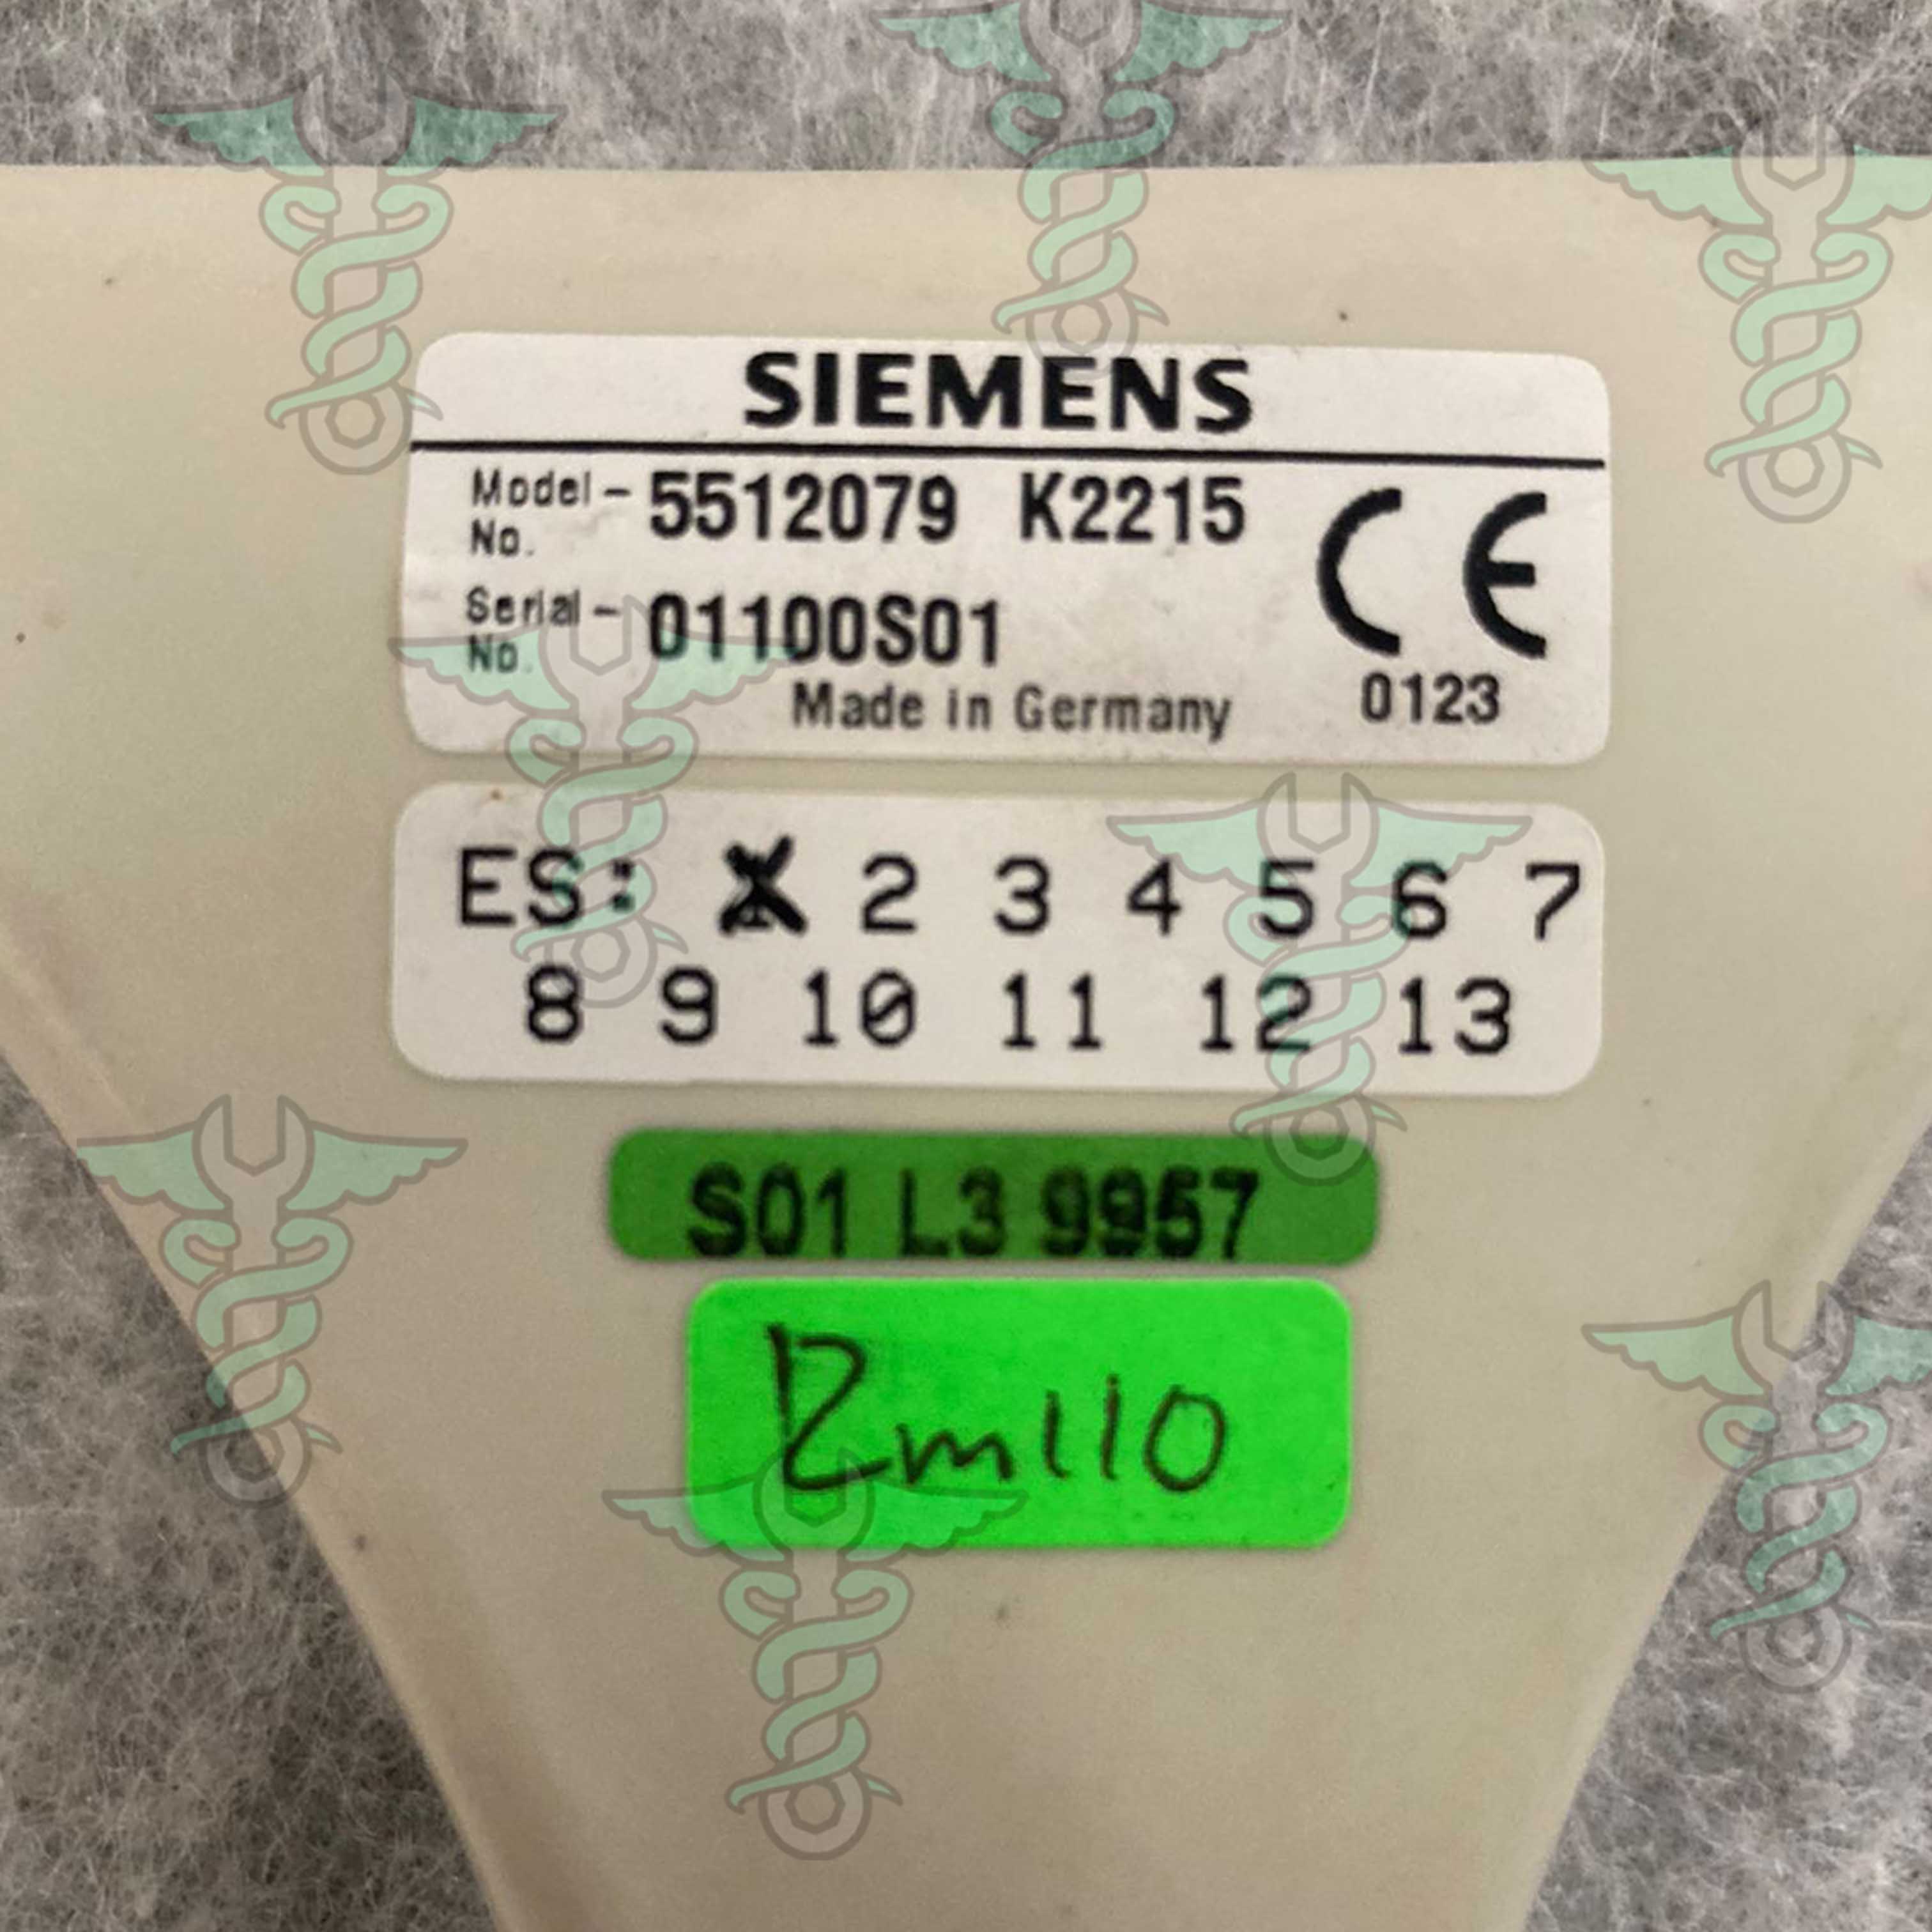 SIEMENS
Model- No. 5512079 K2215
Serial- No. 01100S01
CE
Made in Germany 0123
ES: 2 3 4 5 6 7
8 9 10 11 12 13
S01 L3 9957
Rm110